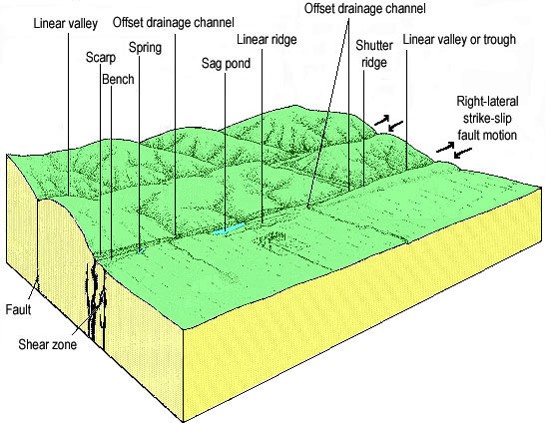 Offset drainage channel
Linear valley
Offset drainage channel
Spring
Scarp
Bench
Sag pond
Linear ridge
Shutter
ridge
Linear valley or trough
Right-lateral
strike-slip
fault motion
Fault
Shear zone